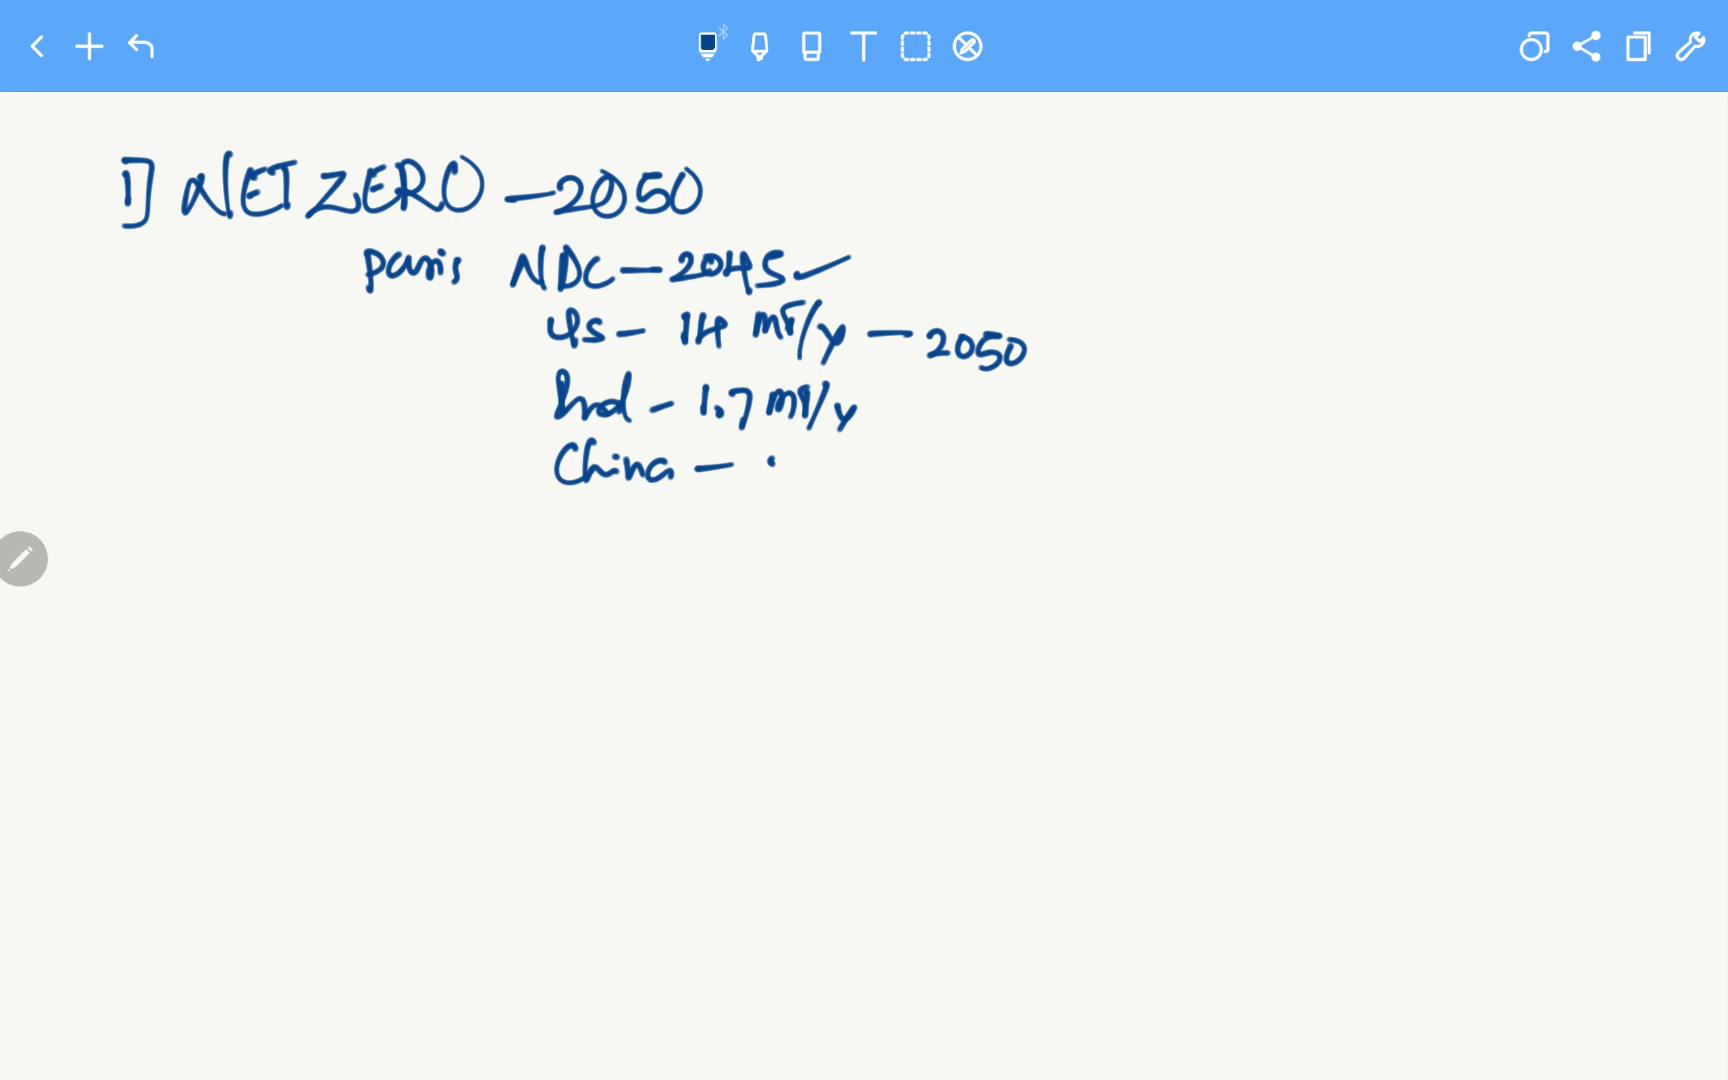 1] NET ZERO - 2050
Paris NDC - 2045 ✓
US - 14 mT/y - 2050
Ind - 1.7 mT/y
China - .